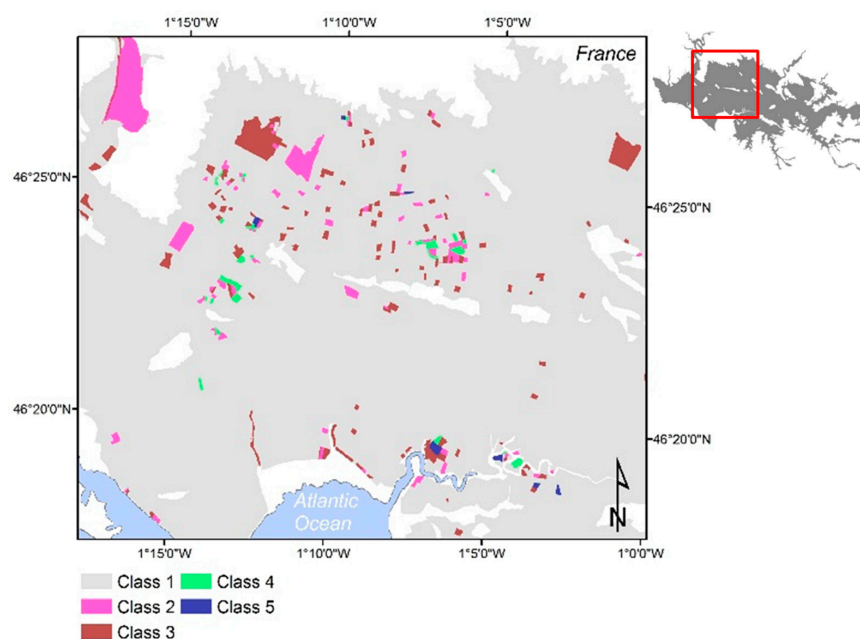 1°15'0"W 1°10'0"W 1°5'0"W
France
46°25'0"N
46°25'0"N
46°20'0"N
46°20'0"N
Atlantic
Ocean
N
1°15'0"W 1°10'0"W 1°5'0"W 1°0'0"W
Class 1 Class 4
Class 2 Class 5
Class 3